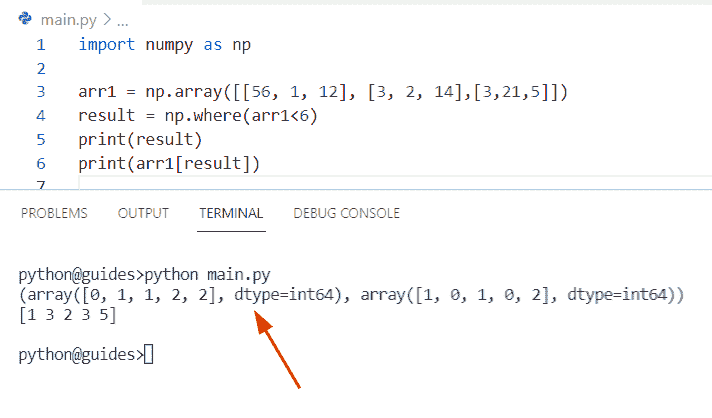 main.py > ...
1 import numpy as np
2
3 arr1 = np.array([[56, 1, 12], [3, 2, 14],[3,21,5]])
4 result = np.where(arr1<6)
5 print(result)
6 print(arr1[result])
7
PROBLEMS OUTPUT TERMINAL DEBUG CONSOLE
python@guides>python main.py
(array([0, 1, 1, 2, 2], dtype=int64), array([1, 0, 1, 0, 2], dtype=int64))
[1 3 2 3 5]
python@guides>